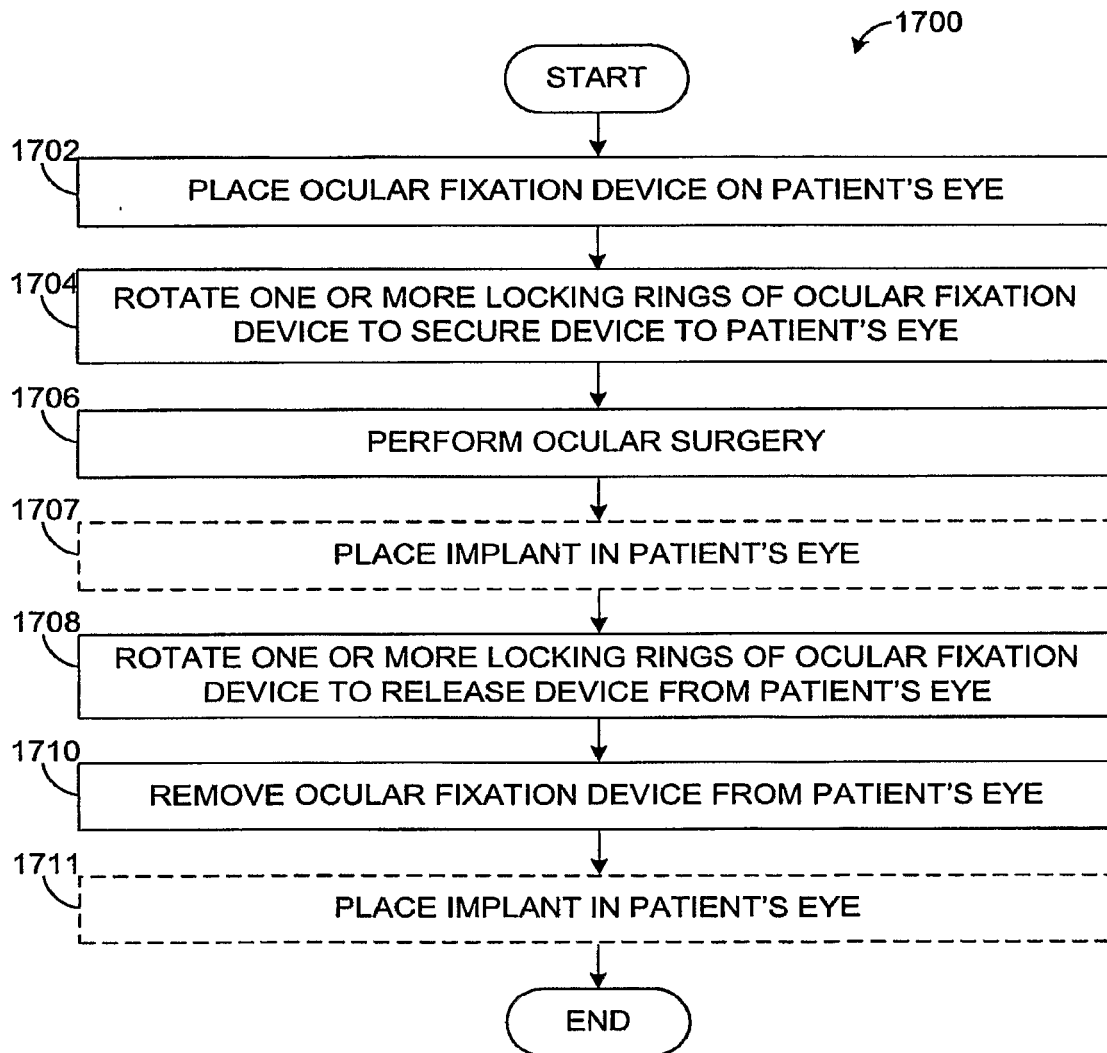 1700
START
1702
PLACE OCULAR FIXATION DEVICE ON PATIENT'S EYE
1704
ROTATE ONE OR MORE LOCKING RINGS OF OCULAR FIXATION
DEVICE TO SECURE DEVICE TO PATIENT'S EYE
1706
PERFORM OCULAR SURGERY
1707
PLACE IMPLANT IN PATIENT'S EYE
1708
ROTATE ONE OR MORE LOCKING RINGS OF OCULAR FIXATION
DEVICE TO RELEASE DEVICE FROM PATIENT'S EYE
1710
REMOVE OCULAR FIXATION DEVICE FROM PATIENT'S EYE
1711
PLACE IMPLANT IN PATIENT'S EYE
END